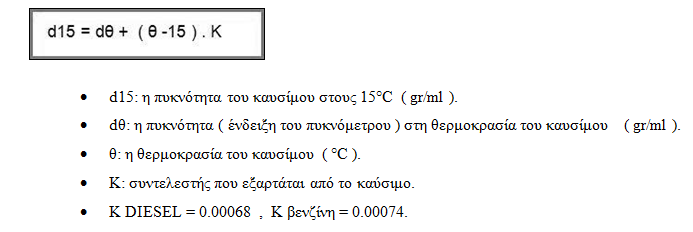 d15 = dθ + ( θ -15 ) . K
• d15: η πυκνότητα του καυσίμου στους 15°C ( gr/ml ).
• dθ: η πυκνότητα ( ένδειξη του πυκνόμετρου ) στη θερμοκρασία του καυσίμου ( gr/ml ).
• θ: η θερμοκρασία του καυσίμου ( °C ).
• Κ: συντελεστής που εξαρτάται από το καύσιμο.
• Κ DIESEL = 0.00068 , Κ βενζίνη = 0.00074.